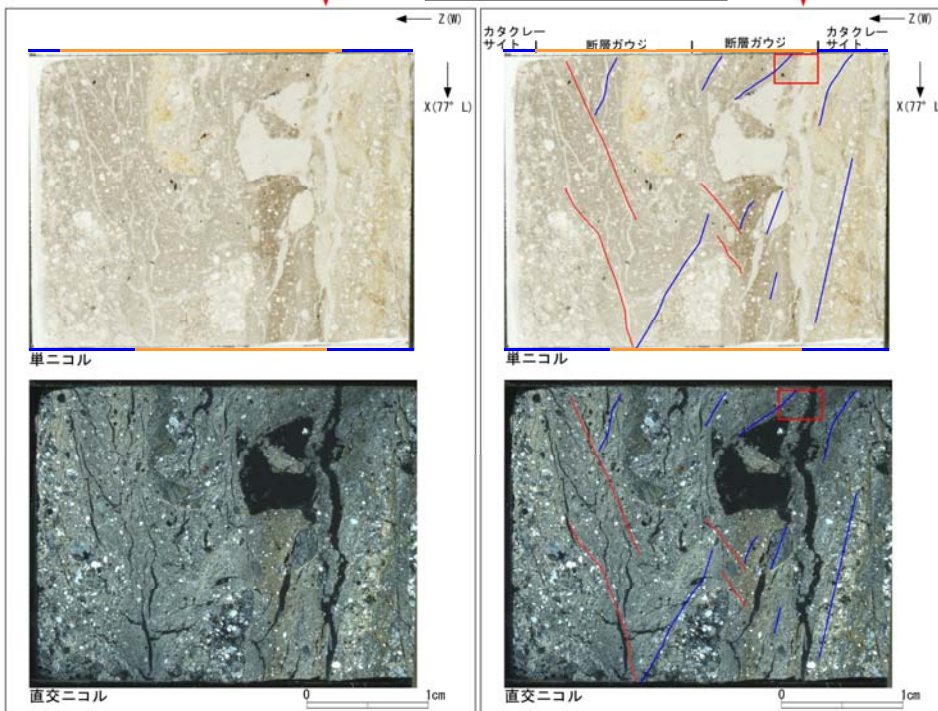 Z(W)
X(77° L)
単ニコル
直交ニコル
0 1cm
Z(W)
カタクレー
サイト
断層ガウジ
断層ガウジ
カタクレー
サイト
X(77° L)
単ニコル
直交ニコル
0 1cm